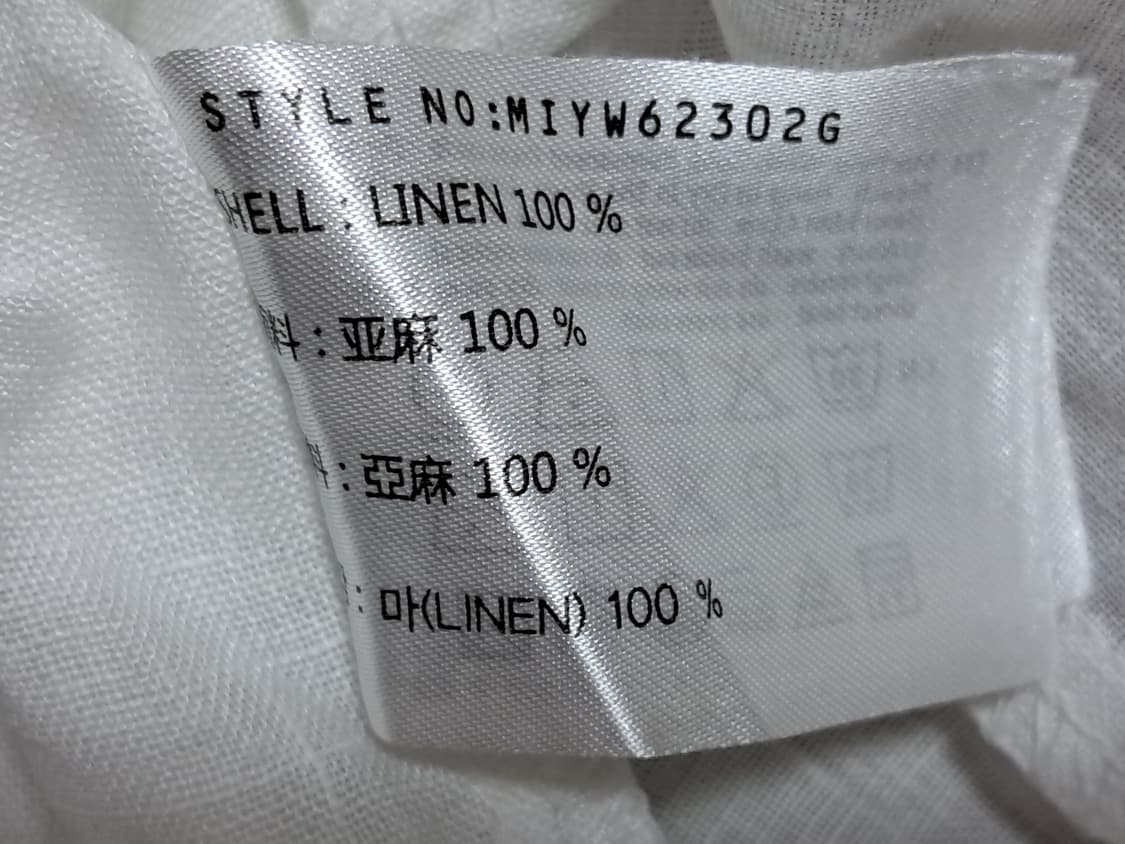 STYLE NO:MIYW62302G
SHELL : LINEN 100 %
料 : 亚麻 100 %
料 : 亞麻 100 %
: 마(LINEN) 100 %